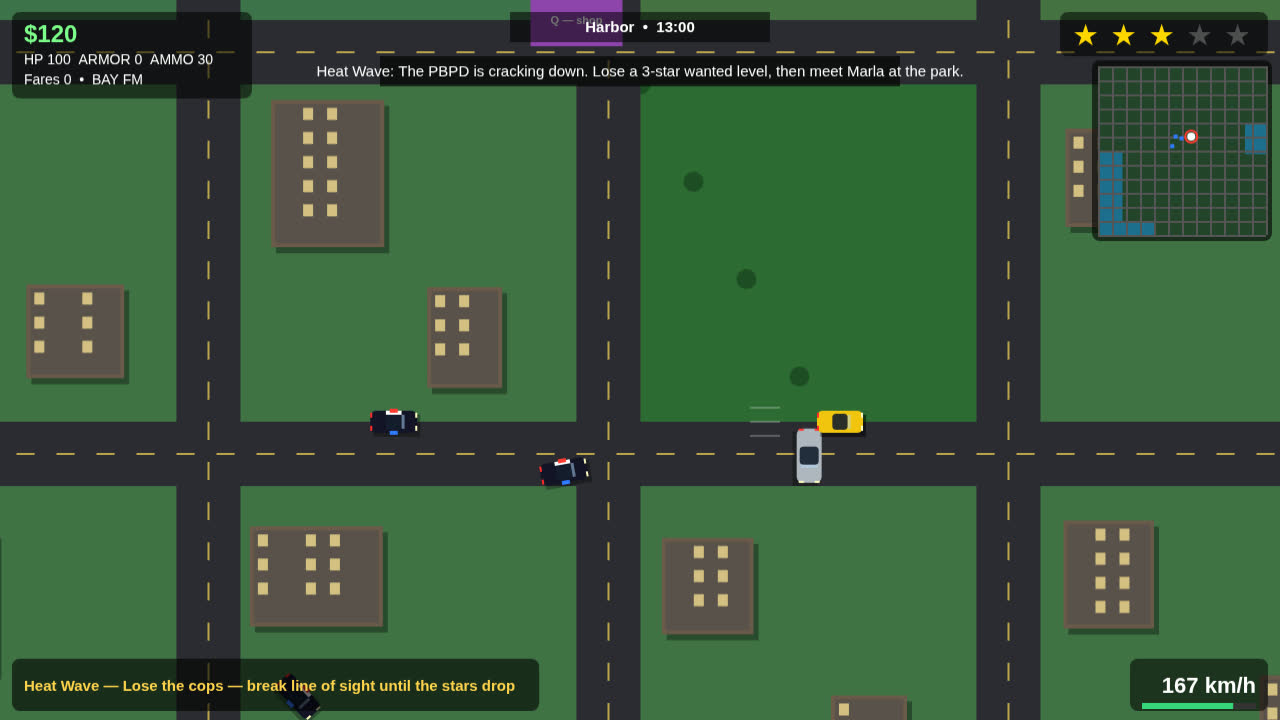 $120
HP 100 ARMOR 0 AMMO 30
Fares 0 • BAY FM
Q — shop
Harbor • 13:00
Heat Wave: The PBPD is cracking down. Lose a 3-star wanted level, then meet Marla at the park.
Heat Wave — Lose the cops — break line of sight until the stars drop
167 km/h